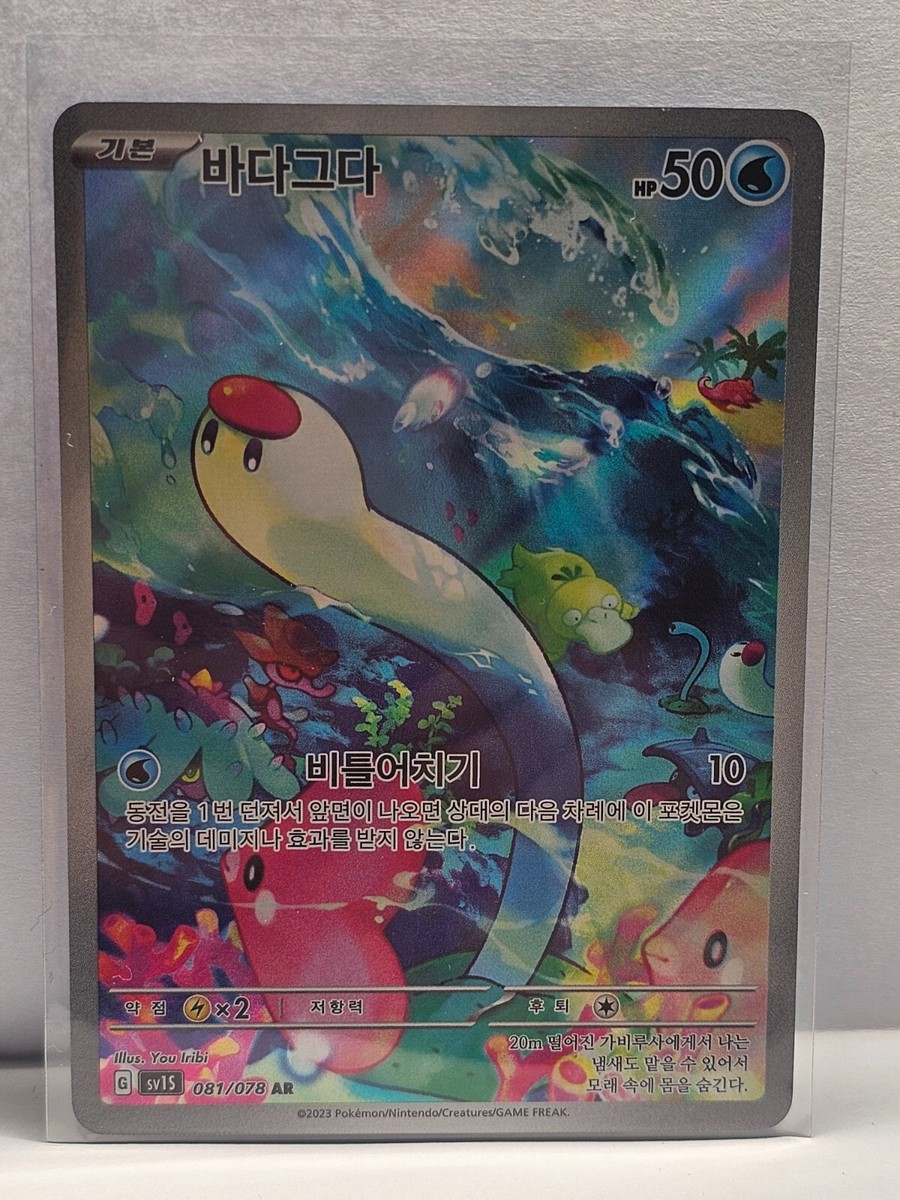 기본 바다그다 HP 50
비틀어치기 10
동전을 1번 던져서 앞면이 나오면 상대의 다음 차례에 이 포켓몬은
기술의 데미지나 효과를 받지 않는다.
약점 ×2 저항력 후퇴
20m 떨어진 가비루사에게서 나는
냄새도 맡을 수 있어서
모래 속에 몸을 숨긴다.
Illus. You Iribi
G sv1S 081/078 AR
©2023 Pokémon/Nintendo/Creatures/GAME FREAK.